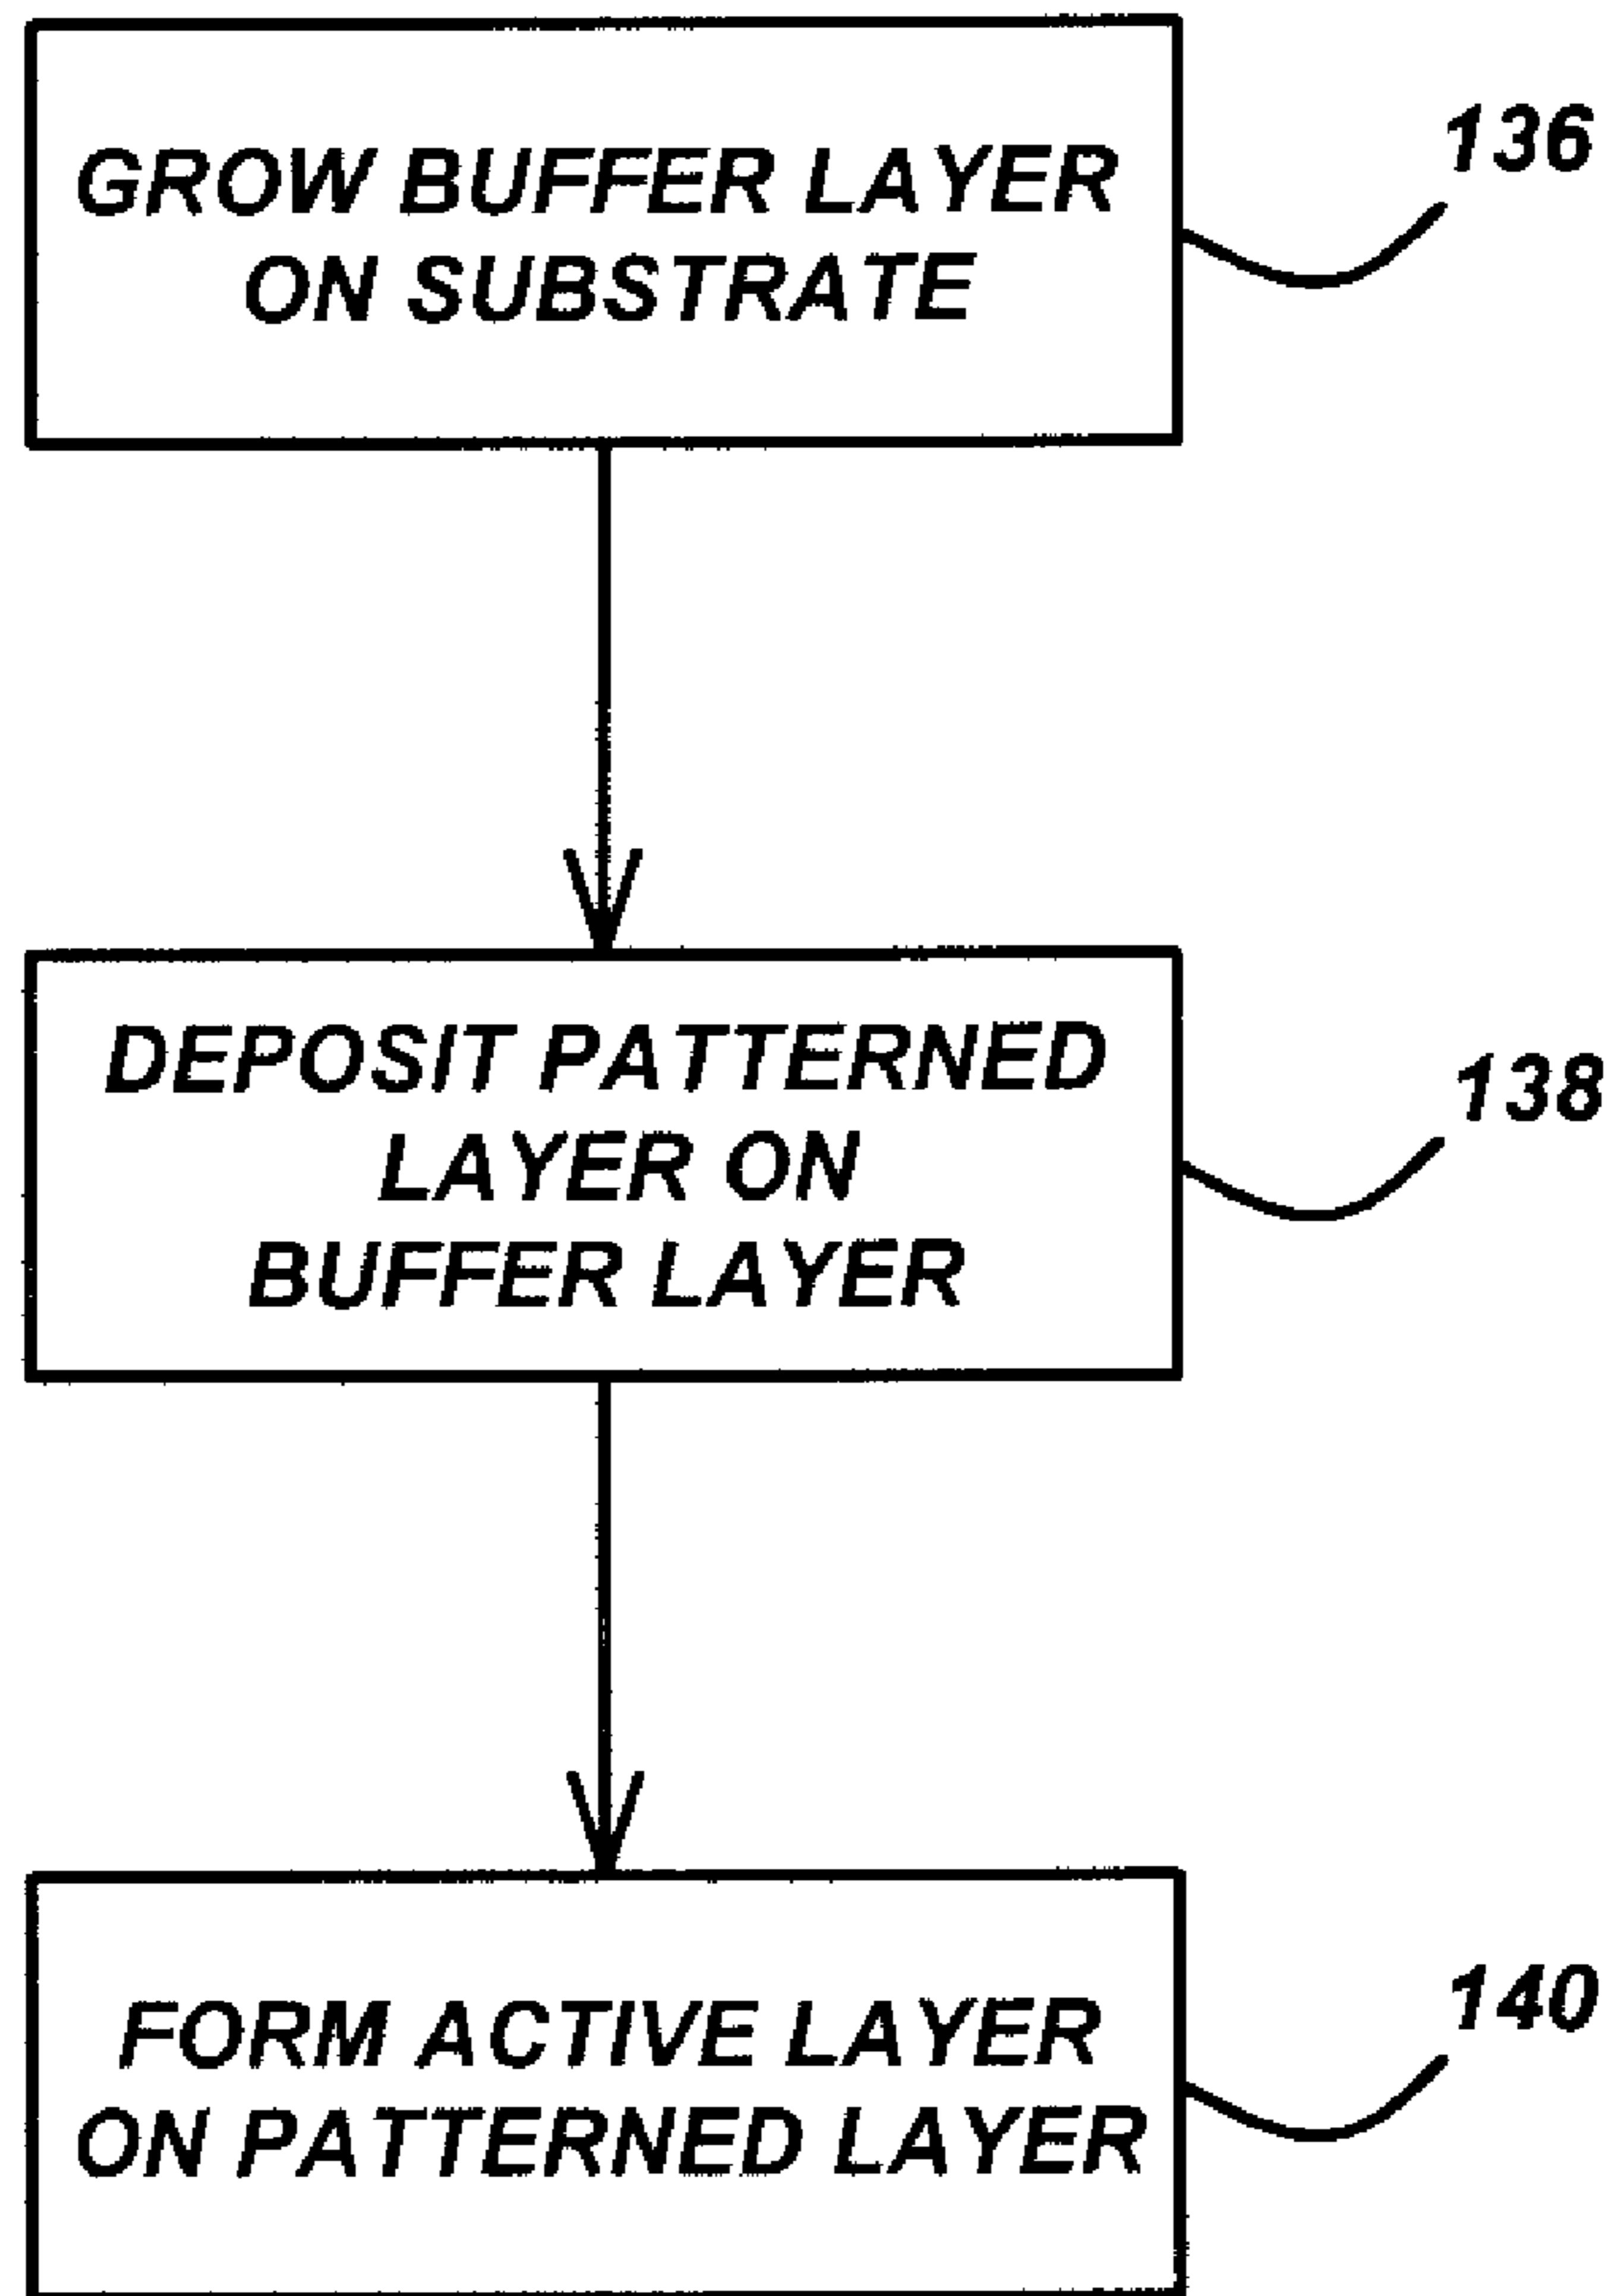 GROW BUFFER LAYER
ON SUBSTRATE
136
DEPOSIT PATTERNED
LAYER ON
BUFFER LAYER
138
FORM ACTIVE LAYER
ON PATTERNED LAYER
140